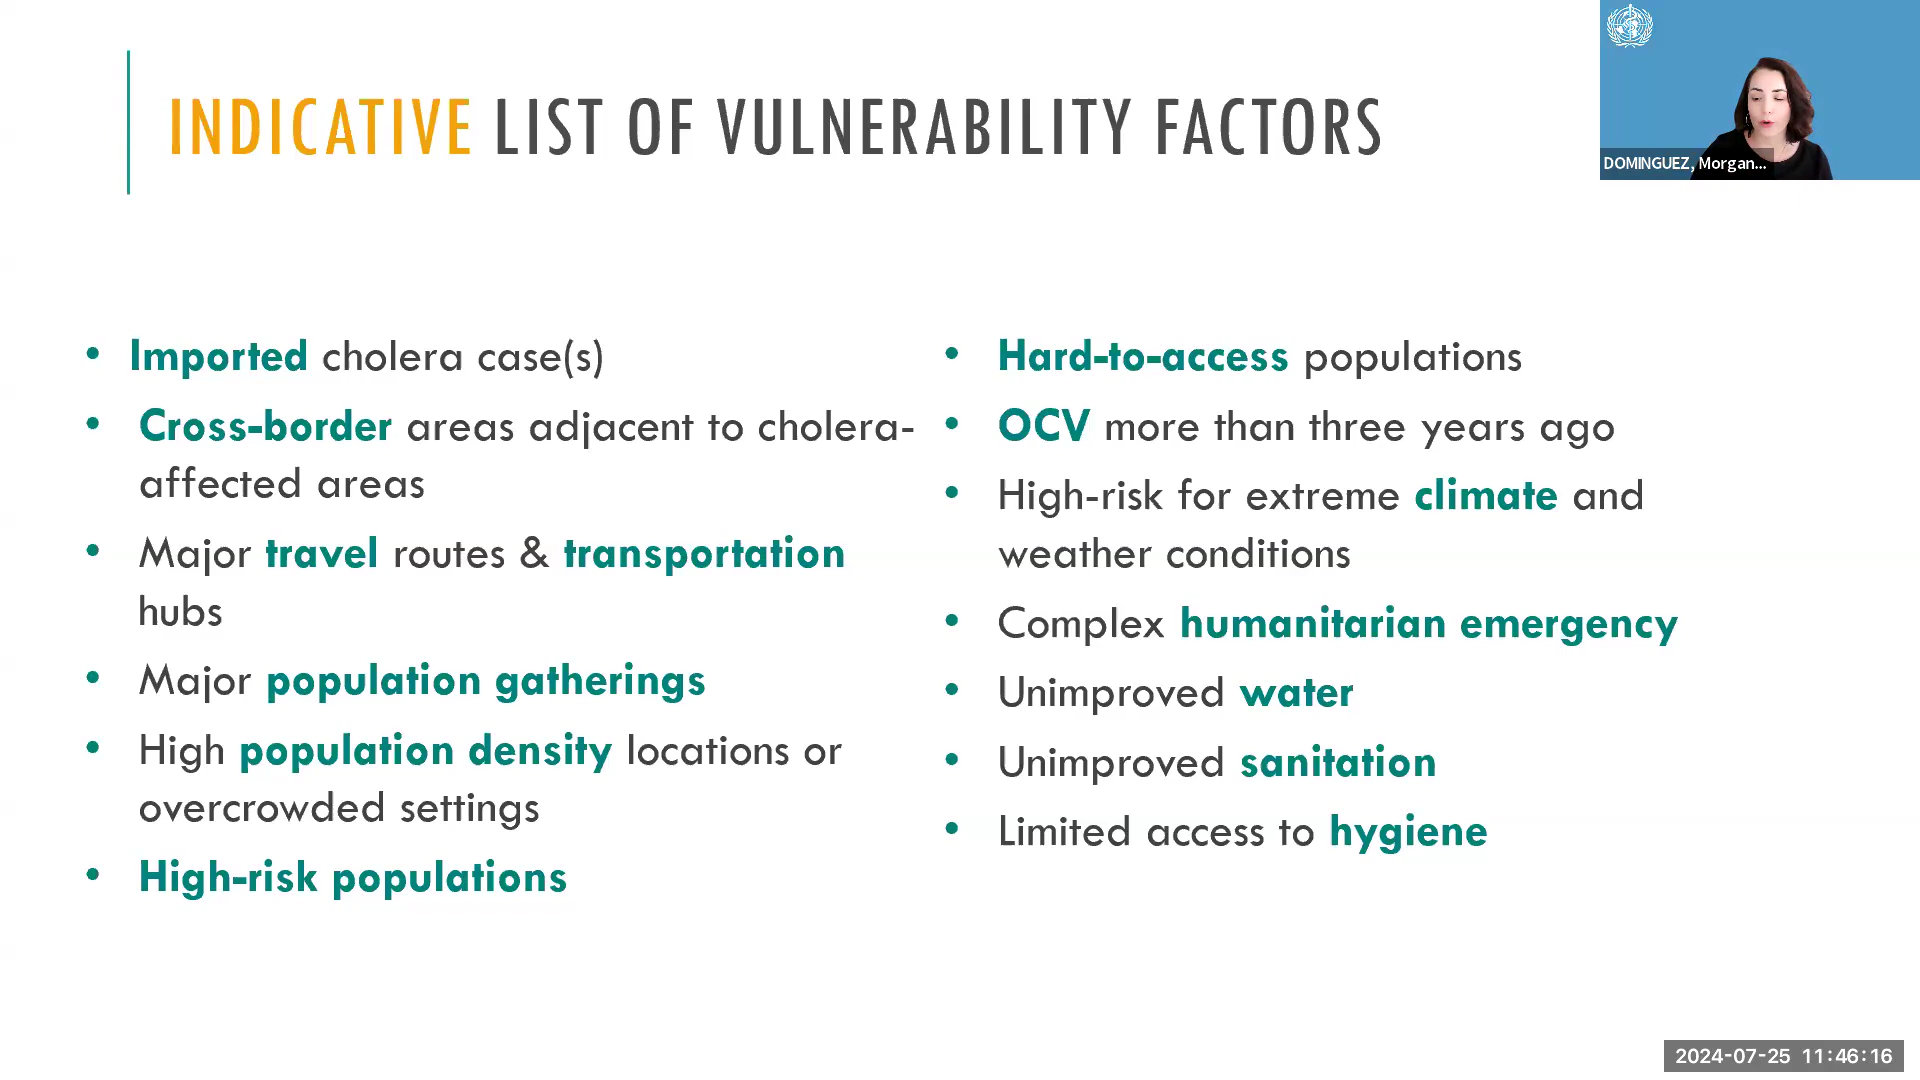 INDICATIVE LIST OF VULNERABILITY FACTORS
DOMINGUEZ, Morgan...
• Imported cholera case(s)
• Cross-border areas adjacent to cholera-
affected areas
• Major travel routes & transportation
hubs
• Major population gatherings
• High population density locations or
overcrowded settings
• High-risk populations
• Hard-to-access populations
• OCV more than three years ago
• High-risk for extreme climate and
weather conditions
• Complex humanitarian emergency
• Unimproved water
• Unimproved sanitation
• Limited access to hygiene
2024-07-25 11:46:16